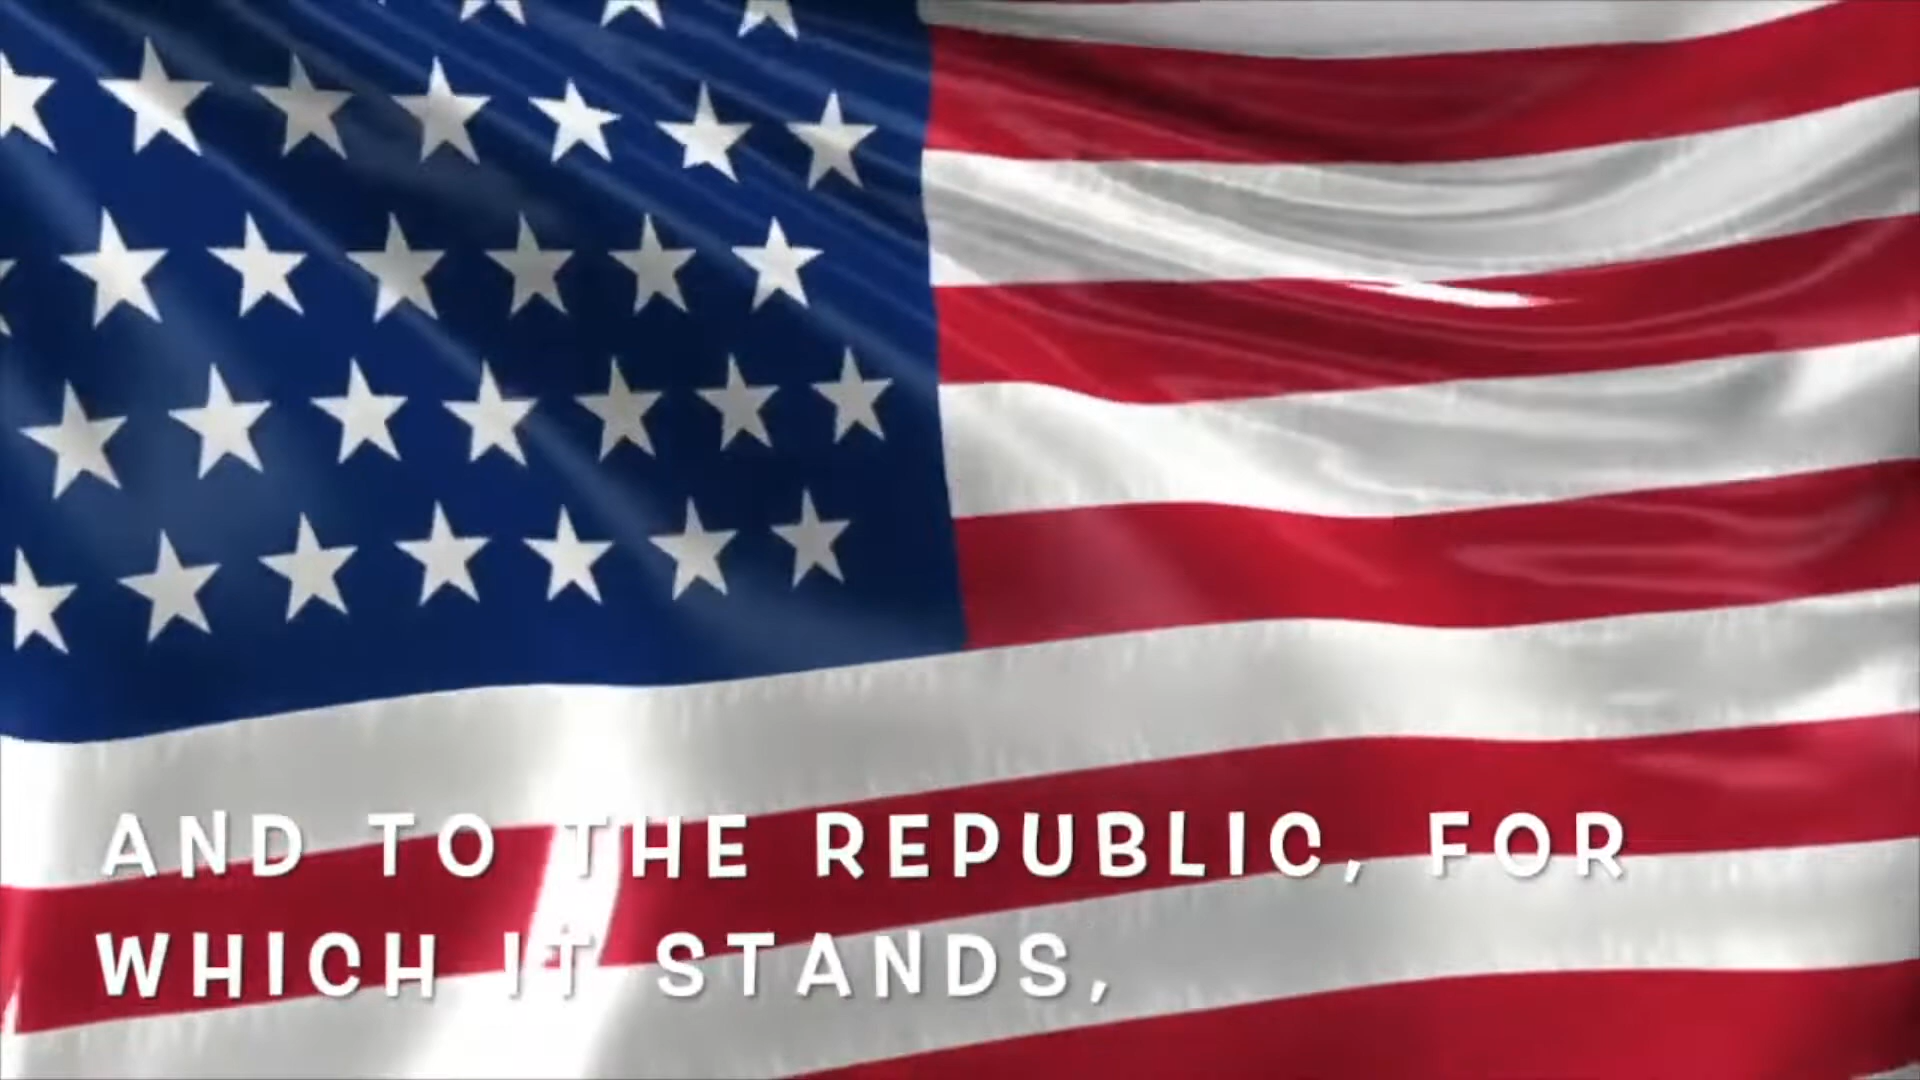 AND TO THE REPUBLIC, FOR
WHICH IT STANDS,